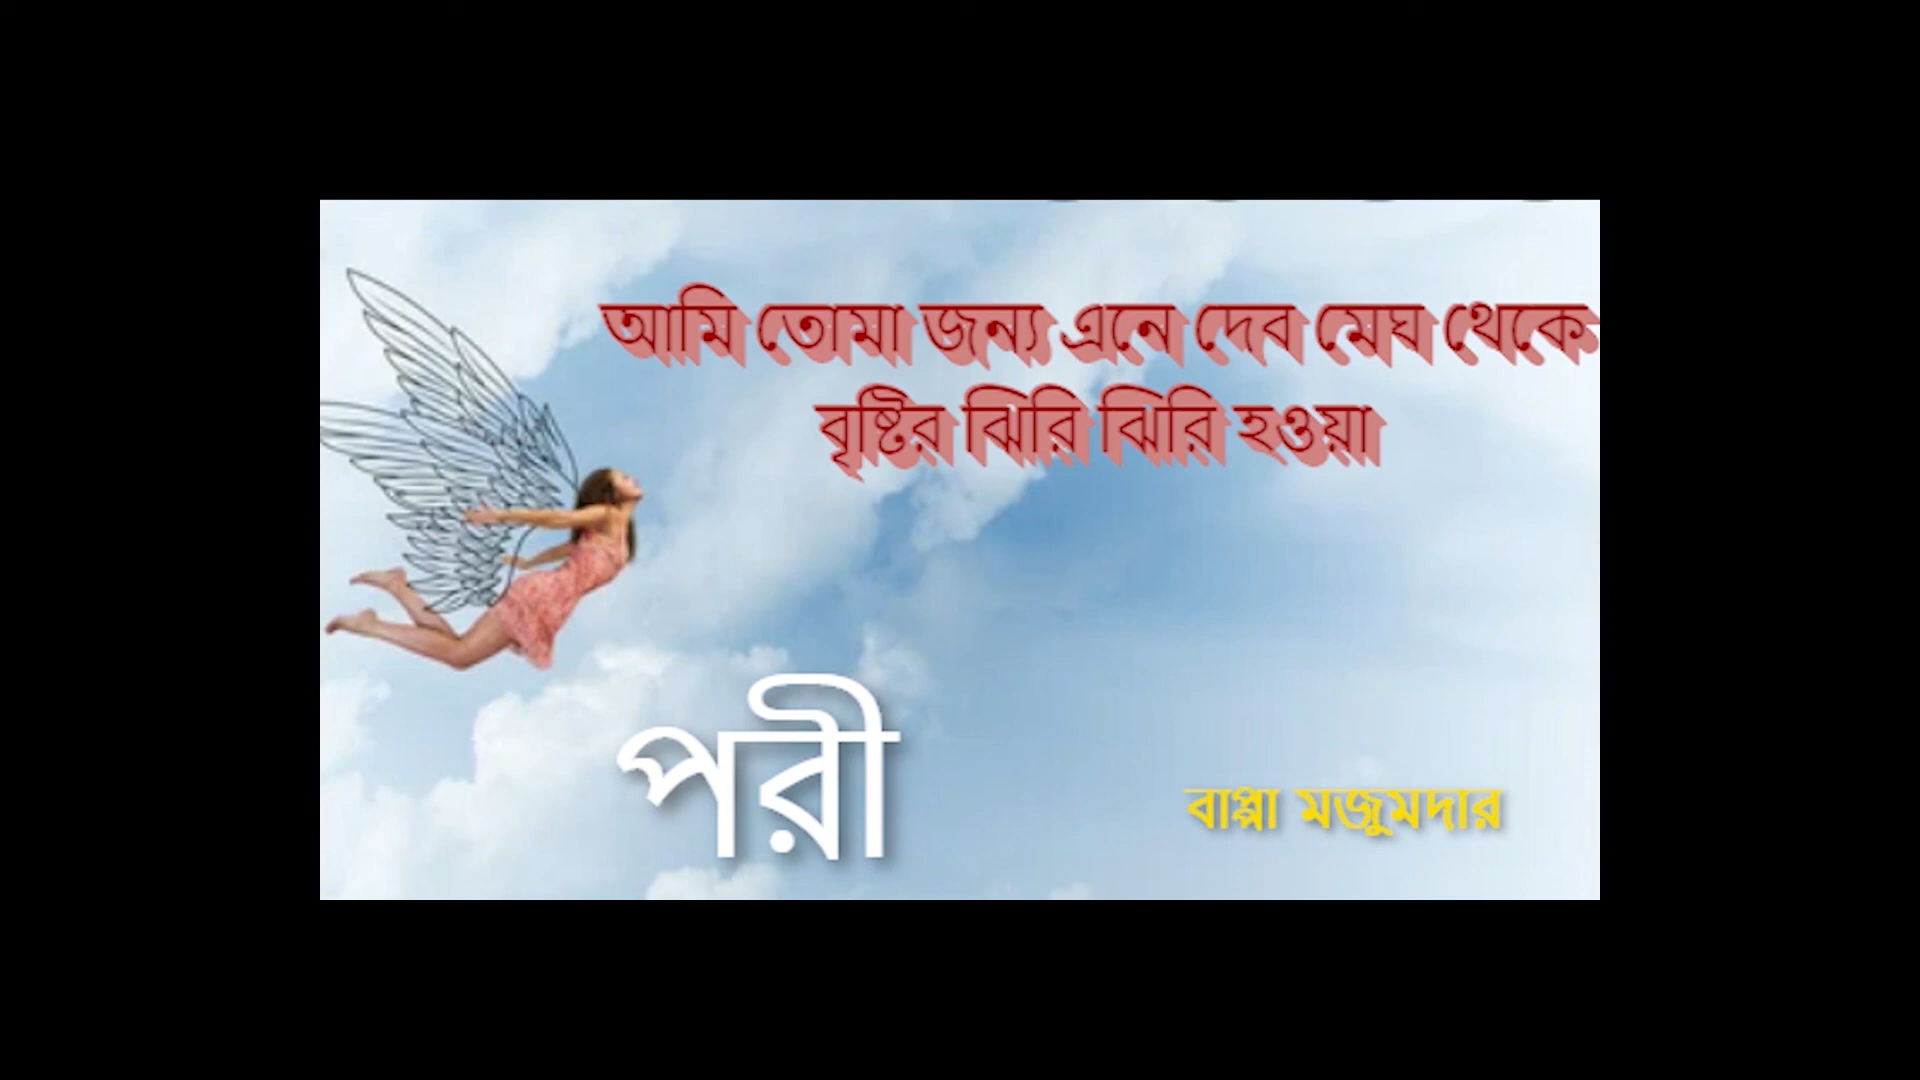 আমি তোমা জন্য এনে দেব মেঘ থেকে
বৃষ্টির ঝিরি ঝিরি হওয়া
পরী
বাপ্পা মজুমদার